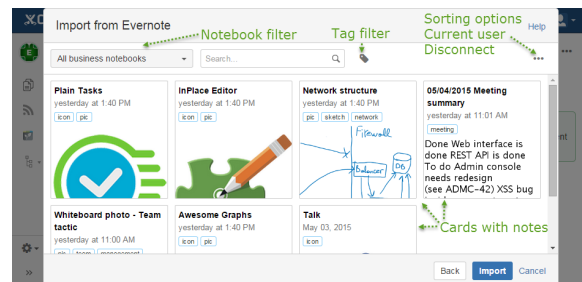 Import from Evernote
Help
Notebook filter
Tag filter
Sorting options
Current user
Disconnect
All business notebooks
Search...
Plain Tasks
yesterday at 1:40 PM
icon pic
InPlace Editor
yesterday at 1:40 PM
icon pic
Network structure
yesterday at 1:40 PM
pic sketch network
Firewall
Balancer
DB
05/04/2015 Meeting
summary
yesterday at 11:01 AM
meeting
Done Web interface is
done REST API is done
To do Admin console
needs redesign
(see ADMC-42) XSS bug
Whiteboard photo - Team
tactic
yesterday at 11:00 AM
pic team management
Awesome Graphs
yesterday at 1:40 PM
icon pic
Talk
May 03, 2015
icon
Cards with notes
Back Import Cancel